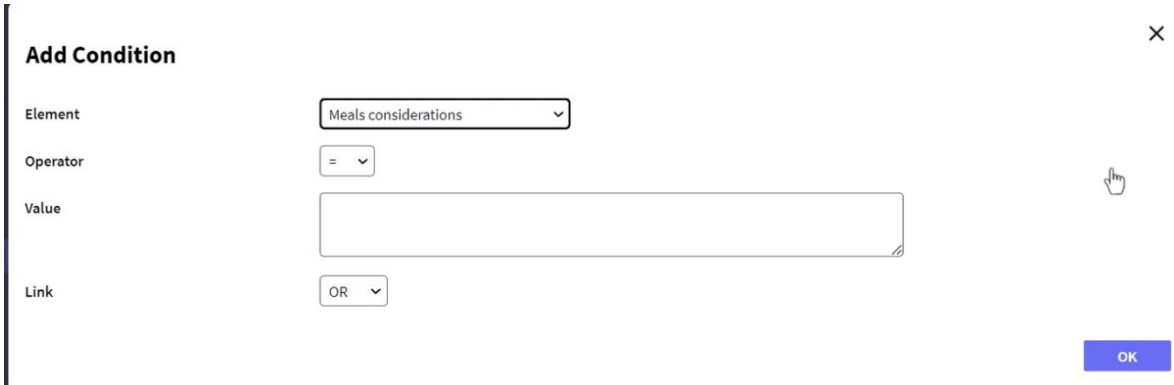 Add Condition
Element
Meals considerations
Operator
=
Value
Link
OR
OK